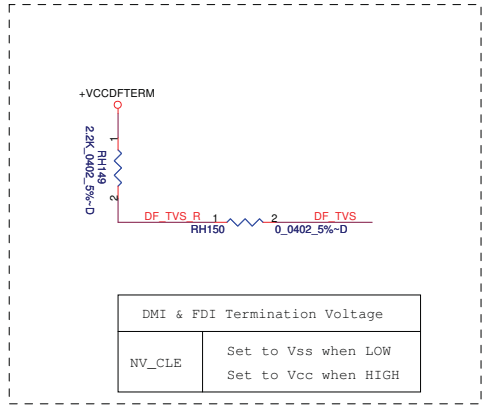 +VCCDFTERM
1
2.2K_0402_5%~D
RH149
2
DF_TVS_R 1 2 DF_TVS
RH150 0_0402_5%~D
DMI & FDI Termination Voltage
NV_CLE
Set to Vss when LOW
Set to Vcc when HIGH